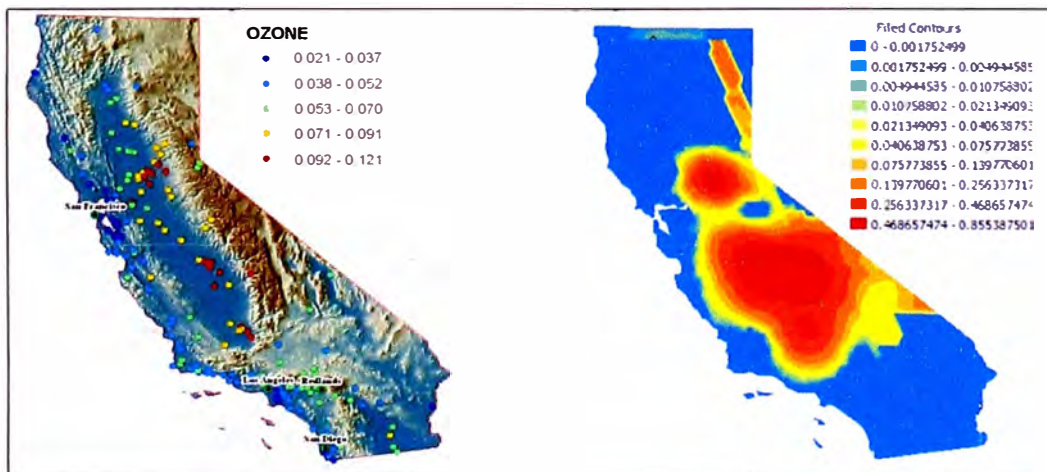 OZONE
0.021 - 0.037
0.038 - 0.052
0.053 - 0.070
0.071 - 0.091
0.092 - 0.121
San Francisco
Los Angeles - Redlands
San Diego
Filled Contours
0 - 0.001752499
0.001752499 - 0.004944585
0.004944585 - 0.010758802
0.010758802 - 0.021349093
0.021349093 - 0.040638753
0.040638753 - 0.075773855
0.075773855 - 0.139770601
0.139770601 - 0.256337317
0.256337317 - 0.468657474
0.468657474 - 0.855387501